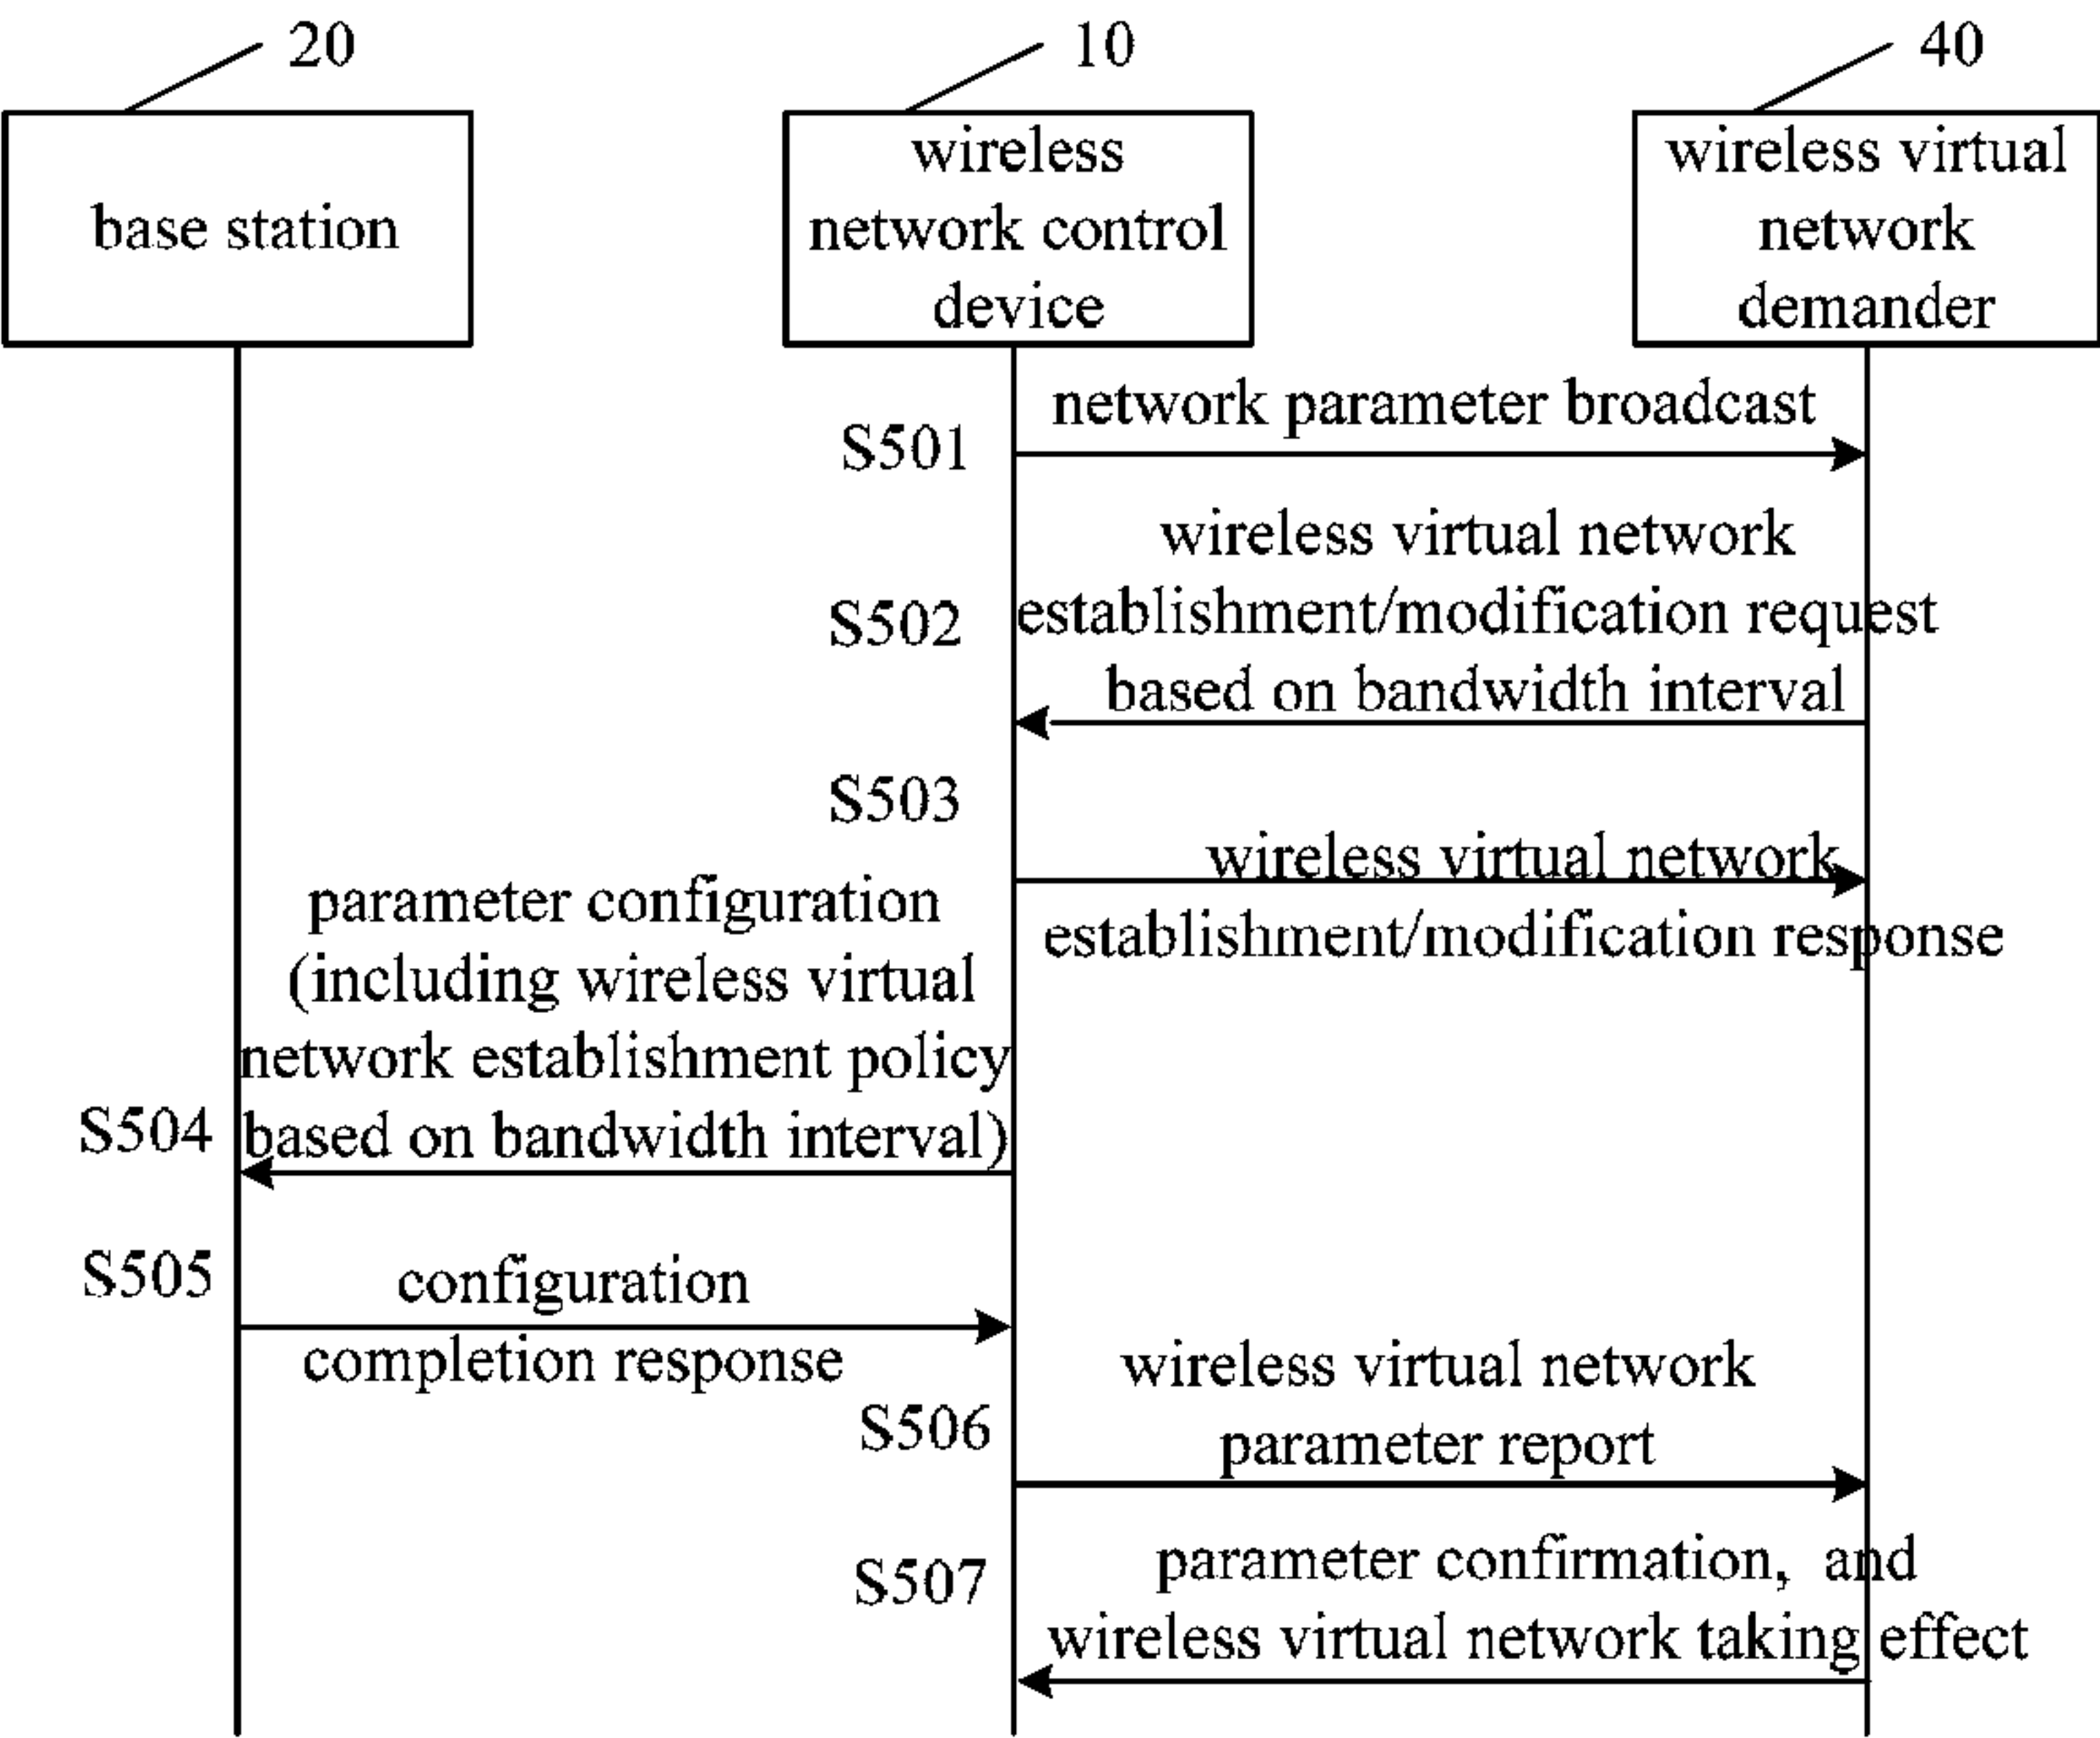 20
10
40
base station
wireless
network control
device
wireless virtual
network
demander
network parameter broadcast
S501
wireless virtual network
establishment/modification request
based on bandwidth interval
S502
S503
wireless virtual network
establishment/modification response
parameter configuration
(including wireless virtual
network establishment policy
based on bandwidth interval)
S504
S505
configuration
completion response
wireless virtual network
parameter report
S506
S507
parameter confirmation, and
wireless virtual network taking effect